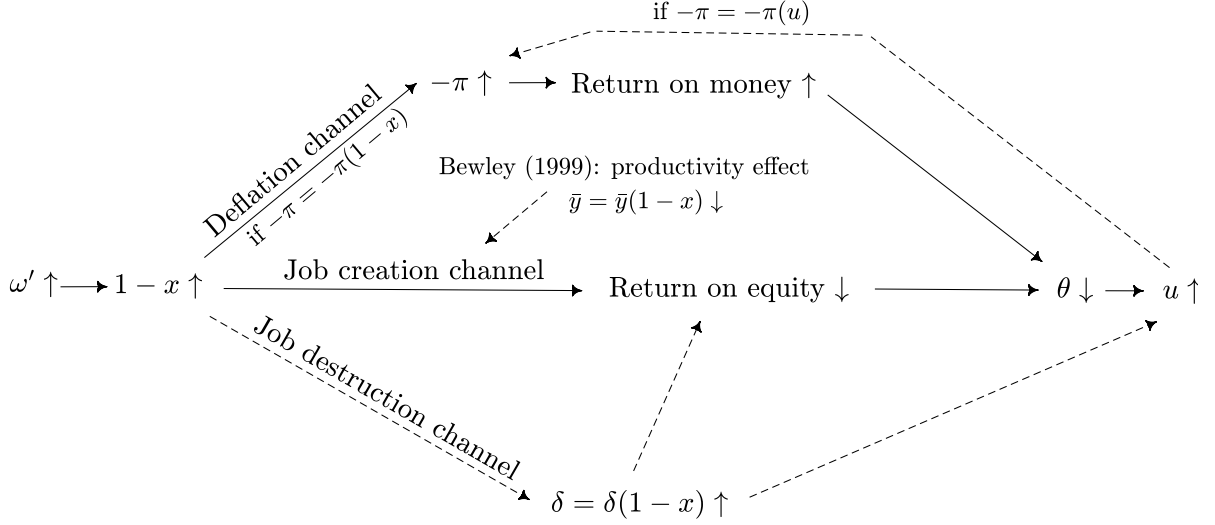 if −π = −π(u)
−π ↑
Return on money ↑
Deflation channel
if −π = −π(1 − x)
Bewley (1999): productivity effect
ȳ = ȳ(1 − x) ↓
ω′ ↑
1 − x ↑
Job creation channel
Return on equity ↓
θ ↓
u ↑
Job destruction channel
δ = δ(1 − x) ↑